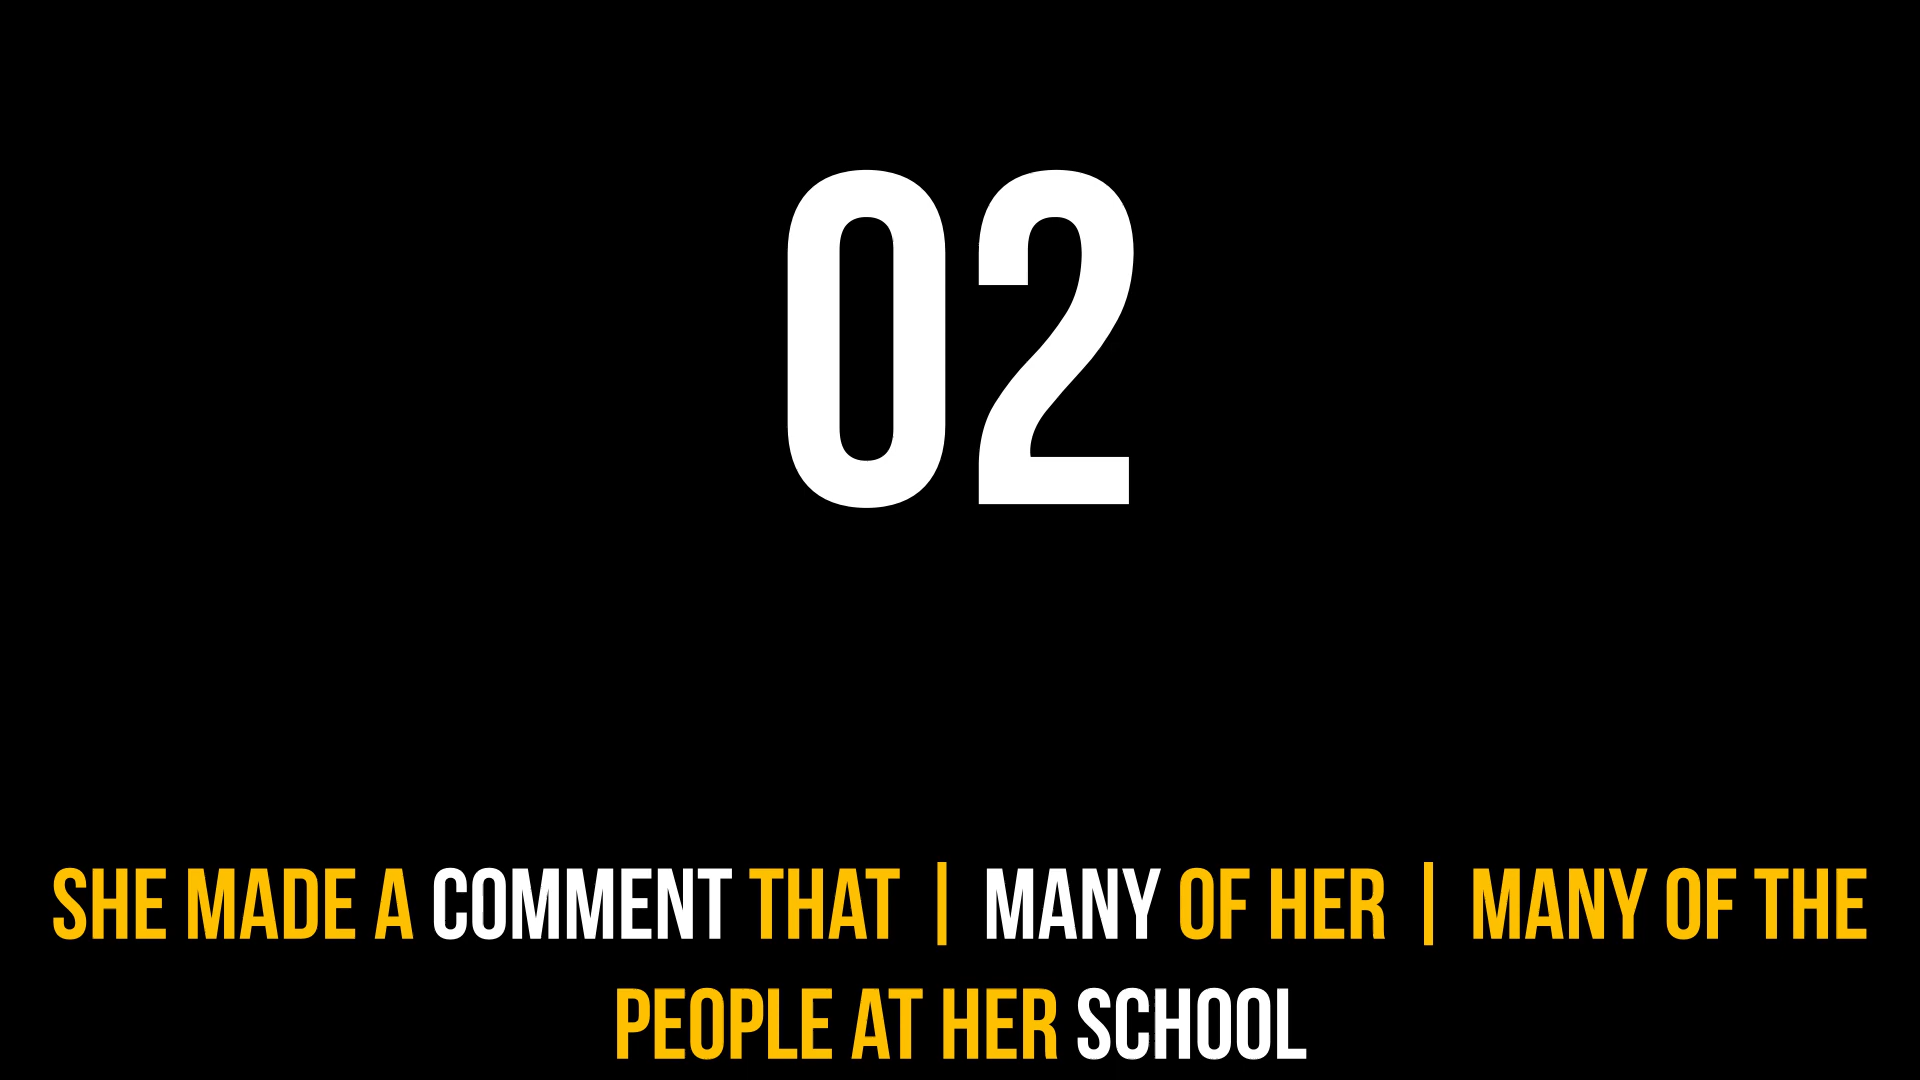 02
SHE MADE A COMMENT THAT | MANY OF HER | MANY OF THE
PEOPLE AT HER SCHOOL